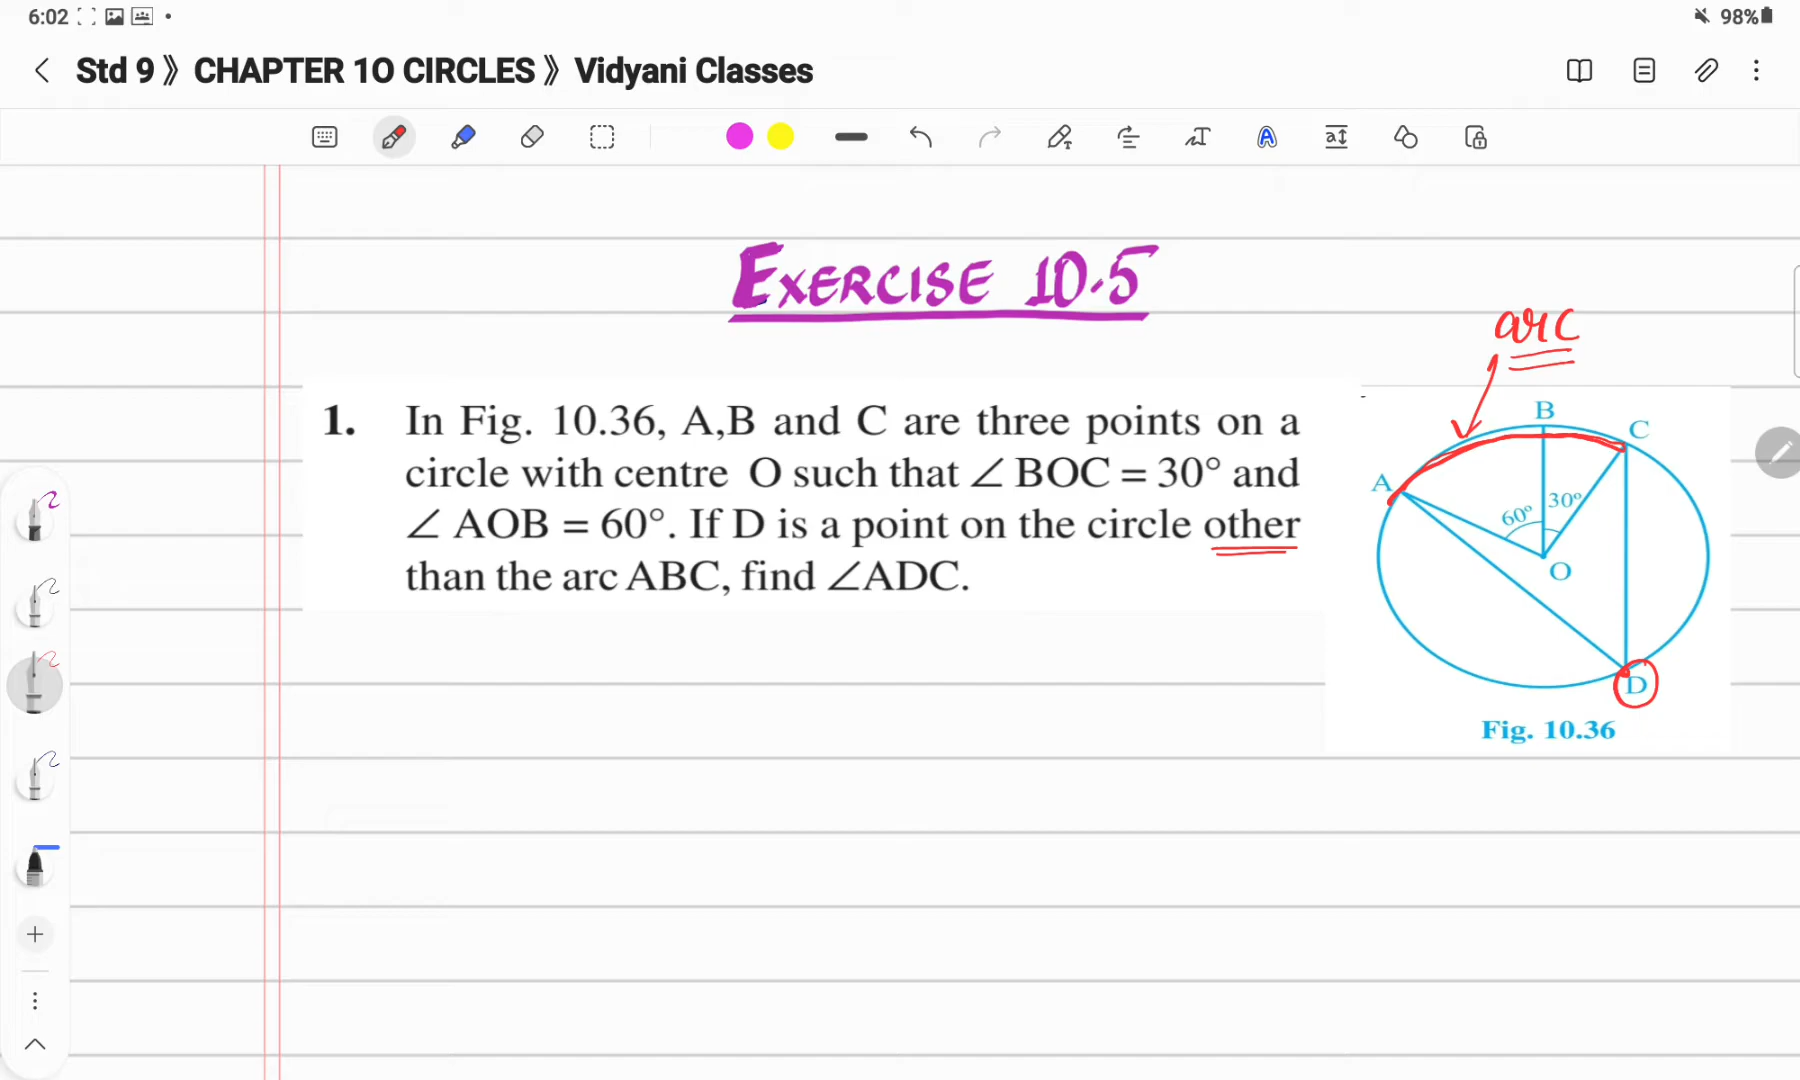 6:02
98%
Std 9 》 CHAPTER 10 CIRCLES 》 Vidyani Classes
EXERCISE 10.5
arc
1. In Fig. 10.36, A,B and C are three points on a
circle with centre O such that ∠ BOC = 30° and
∠ AOB = 60°. If D is a point on the circle other
than the arc ABC, find ∠ADC.
B
C
A
60°
30°
O
D
Fig. 10.36